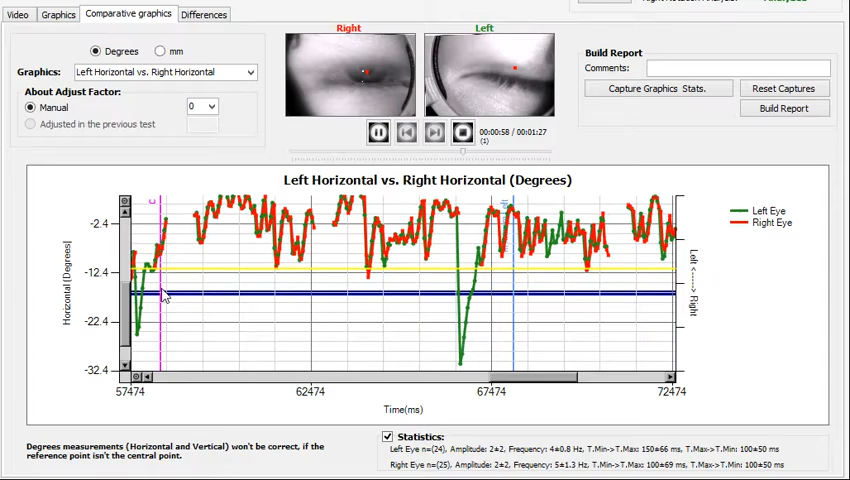 Video Graphics Comparative graphics Differences
Degrees mm
Graphics: Left Horizontal vs. Right Horizontal
About Adjust Factor:
Manual 0
Adjusted in the previous test
Right Left
00:00:58 / 00:01:27
(1)
Build Report
Comments:
Capture Graphics Stats. Reset Captures
Build Report
Left Horizontal vs. Right Horizontal (Degrees)
-2.4
-12.4
-22.4
-32.4
Horizontal [Degrees]
Left Eye
Right Eye
Left <-----> Right
57474 62474 67474 72474
Time(ms)
Degrees measurements (Horizontal and Vertical) won't be correct, if the
reference point isn't the central point.
Statistics:
Left Eye n=(24), Amplitude: 2±2, Frequency: 4±0.8 Hz, T.Min->T.Max: 150±66 ms, T.Max->T.Min: 100±50 ms
Right Eye n=(25), Amplitude: 2±2, Frequency: 5±1.3 Hz, T.Min->T.Max: 100±69 ms, T.Max->T.Min: 100±50 ms